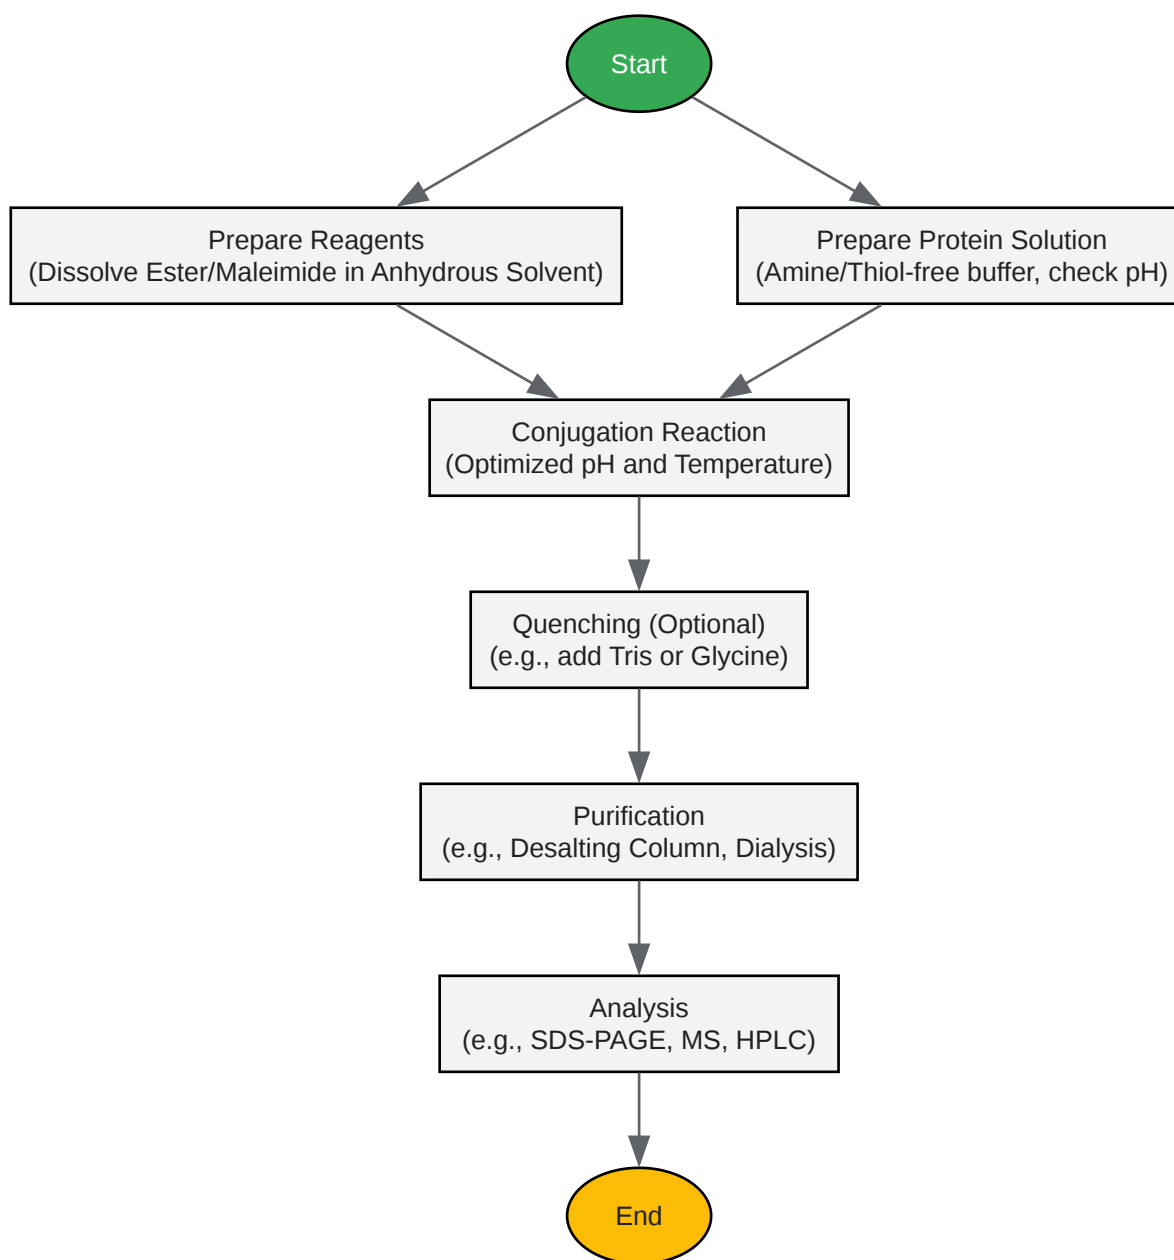 Start
Prepare Reagents
(Dissolve Ester/Maleimide in Anhydrous Solvent)
Prepare Protein Solution
(Amine/Thiol-free buffer, check pH)
Conjugation Reaction
(Optimized pH and Temperature)
Quenching (Optional)
(e.g., add Tris or Glycine)
Purification
(e.g., Desalting Column, Dialysis)
Analysis
(e.g., SDS-PAGE, MS, HPLC)
End